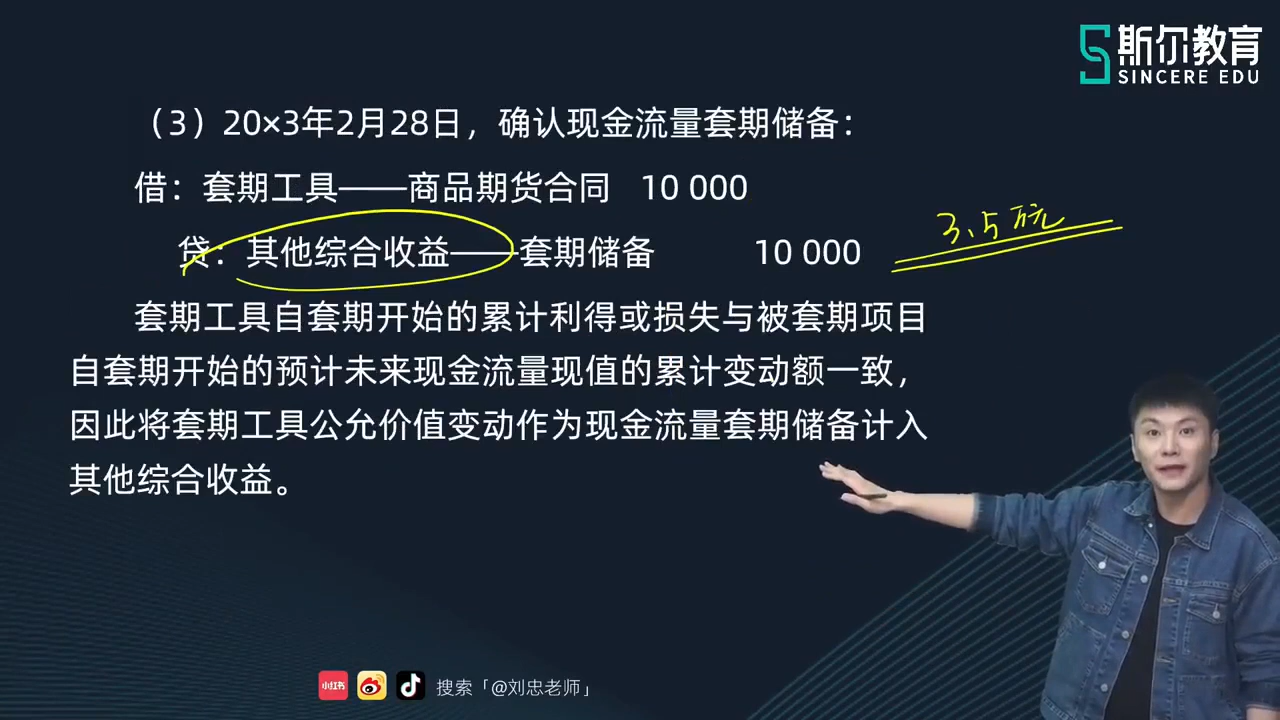 斯尔教育
SINCERE EDU
（3）20×3年2月28日，确认现金流量套期储备：
借：套期工具——商品期货合同 10 000
贷：其他综合收益——套期储备 10 000
3.5万元
套期工具自套期开始的累计利得或损失与被套期项目
自套期开始的预计未来现金流量现值的累计变动额一致，
因此将套期工具公允价值变动作为现金流量套期储备计入
其他综合收益。
小红书
搜索「@刘忠老师」